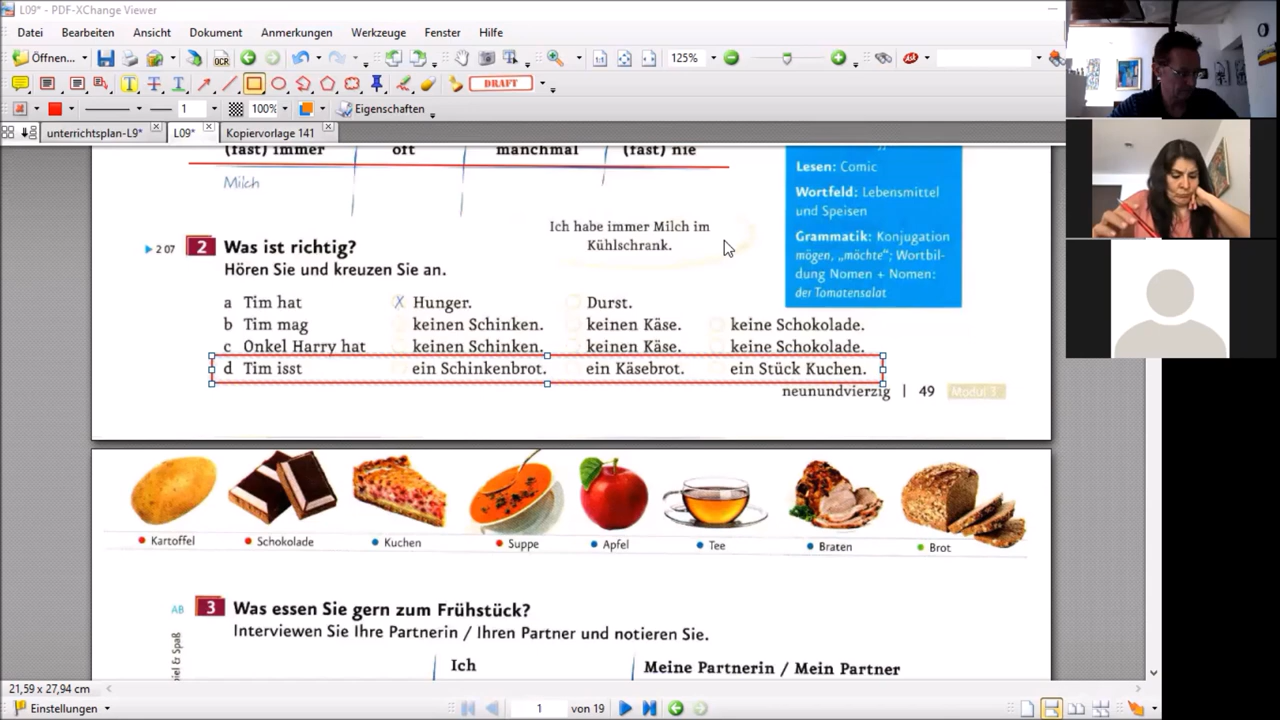 L09* - PDF-XChange Viewer
Datei Bearbeiten Ansicht Dokument Anmerkungen Werkzeuge Fenster Hilfe
Öffnen... OCR 125%
DRAFT
1 100% Eigenschaften
unterrichtsplan-L9* L09* Kopiervorlage 141
(fast) immer oft manchmal (fast) nie
Milch
Ich habe immer Milch im
Kühlschrank.
Lesen: Comic
Wortfeld: Lebensmittel
und Speisen
Grammatik: Konjugation
mögen, „möchte“; Wortbil-
dung Nomen + Nomen:
der Tomatensalat
2 07 2 Was ist richtig?
Hören Sie und kreuzen Sie an.
a Tim hat X Hunger. Durst.
b Tim mag keinen Schinken. keinen Käse. keine Schokolade.
c Onkel Harry hat keinen Schinken. keinen Käse. keine Schokolade.
d Tim isst ein Schinkenbrot. ein Käsebrot. ein Stück Kuchen.
neunundvierzig | 49 Modul 3
Kartoffel Schokolade Kuchen Suppe Apfel Tee Braten Brot
AB 3 Was essen Sie gern zum Frühstück?
Interviewen Sie Ihre Partnerin / Ihren Partner und notieren Sie.
piel & Spaß
Ich Meine Partnerin / Mein Partner
21,59 x 27,94 cm
Einstellungen 1 von 19